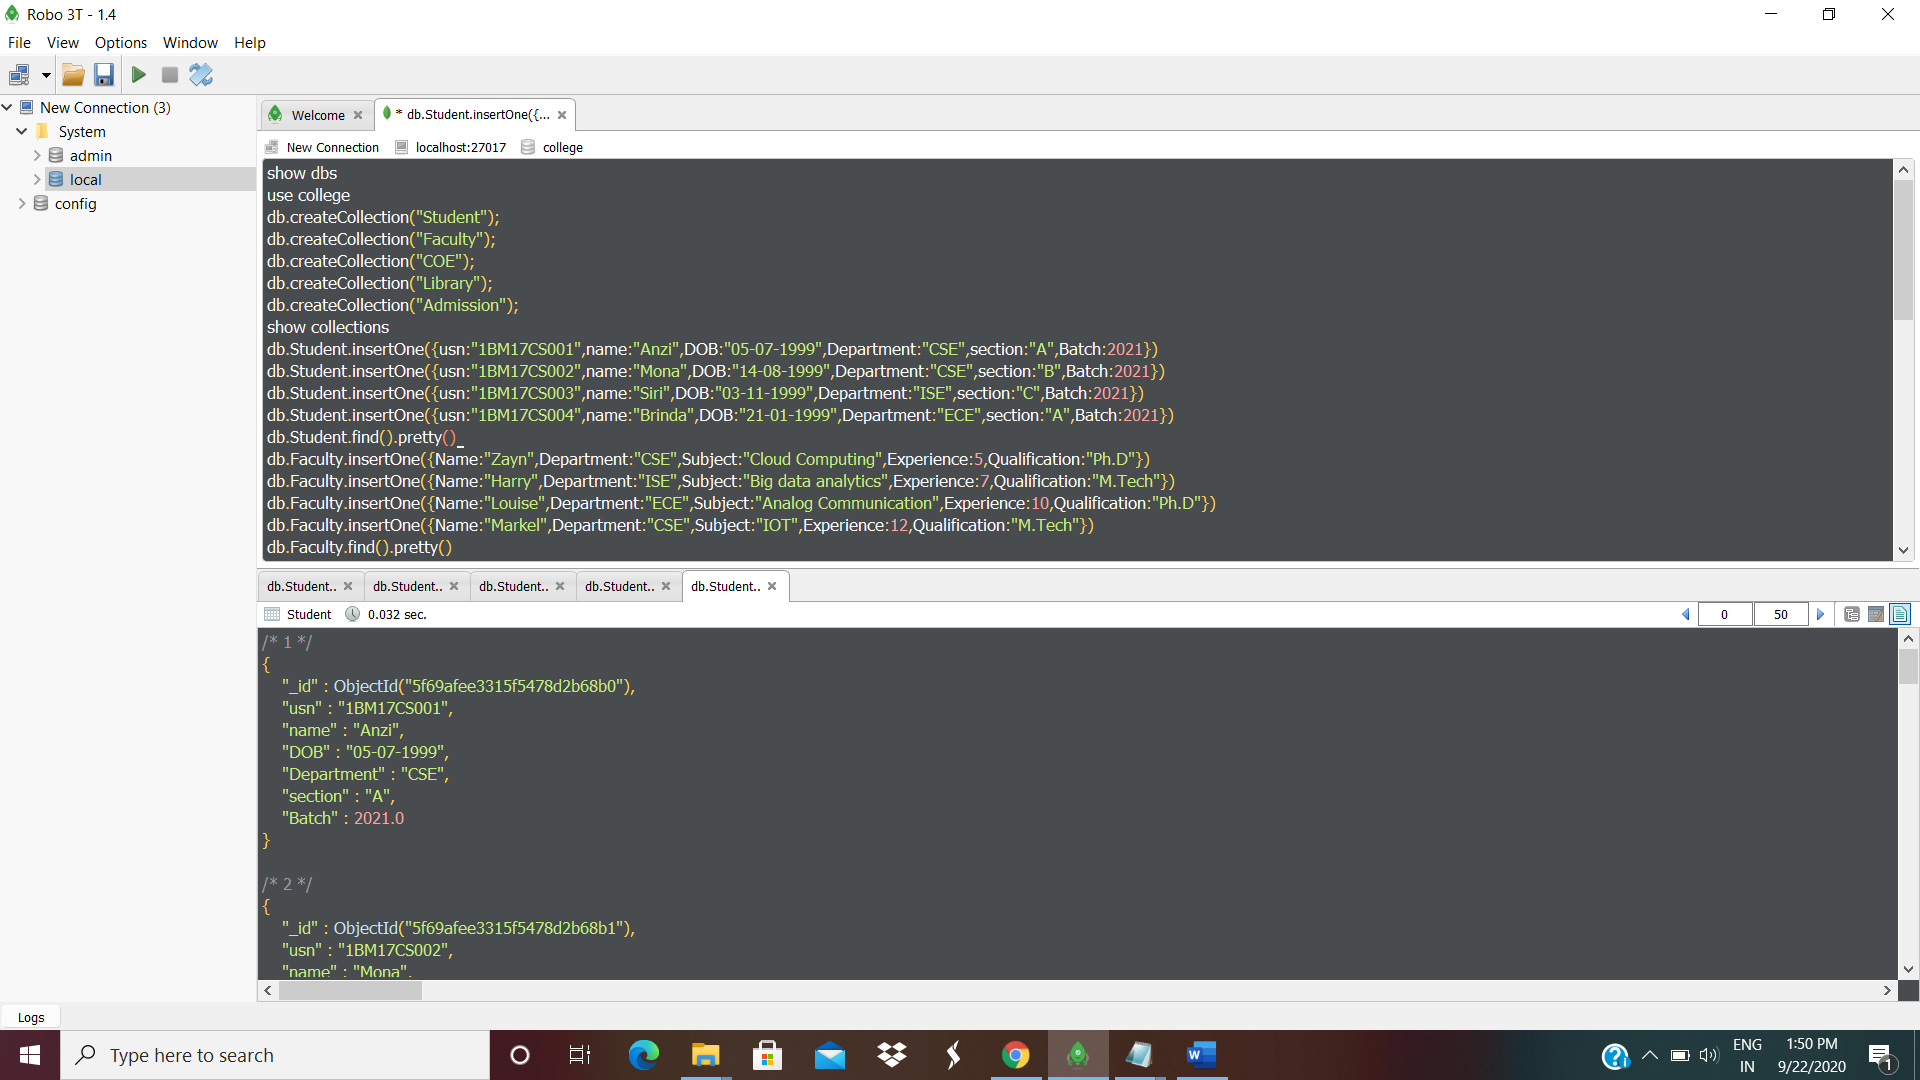 Robo 3T - 1.4
File View Options Window Help
New Connection (3)
System
admin
local
config
Welcome
* db.Student.insertOne({...
New Connection localhost:27017 college
show dbs
use college
db.createCollection("Student");
db.createCollection("Faculty");
db.createCollection("COE");
db.createCollection("Library");
db.createCollection("Admission");
show collections
db.Student.insertOne({usn:"1BM17CS001",name:"Anzi",DOB:"05-07-1999",Department:"CSE",section:"A",Batch:2021})
db.Student.insertOne({usn:"1BM17CS002",name:"Mona",DOB:"14-08-1999",Department:"CSE",section:"B",Batch:2021})
db.Student.insertOne({usn:"1BM17CS003",name:"Siri",DOB:"03-11-1999",Department:"ISE",section:"C",Batch:2021})
db.Student.insertOne({usn:"1BM17CS004",name:"Brinda",DOB:"21-01-1999",Department:"ECE",section:"A",Batch:2021})
db.Student.find().pretty()
db.Faculty.insertOne({Name:"Zayn",Department:"CSE",Subject:"Cloud Computing",Experience:5,Qualification:"Ph.D"})
db.Faculty.insertOne({Name:"Harry",Department:"ISE",Subject:"Big data analytics",Experience:7,Qualification:"M.Tech"})
db.Faculty.insertOne({Name:"Louise",Department:"ECE",Subject:"Analog Communication",Experience:10,Qualification:"Ph.D"})
db.Faculty.insertOne({Name:"Markel",Department:"CSE",Subject:"IOT",Experience:12,Qualification:"M.Tech"})
db.Faculty.find().pretty()
db.Student.. db.Student.. db.Student.. db.Student.. db.Student..
Student 0.032 sec. 0 50
/* 1 */
{
"_id" : ObjectId("5f69afee3315f5478d2b68b0"),
"usn" : "1BM17CS001",
"name" : "Anzi",
"DOB" : "05-07-1999",
"Department" : "CSE",
"section" : "A",
"Batch" : 2021.0
}
/* 2 */
{
"_id" : ObjectId("5f69afee3315f5478d2b68b1"),
"usn" : "1BM17CS002",
"name" : "Mona",
Logs
Type here to search
ENG
IN
1:50 PM
9/22/2020
1